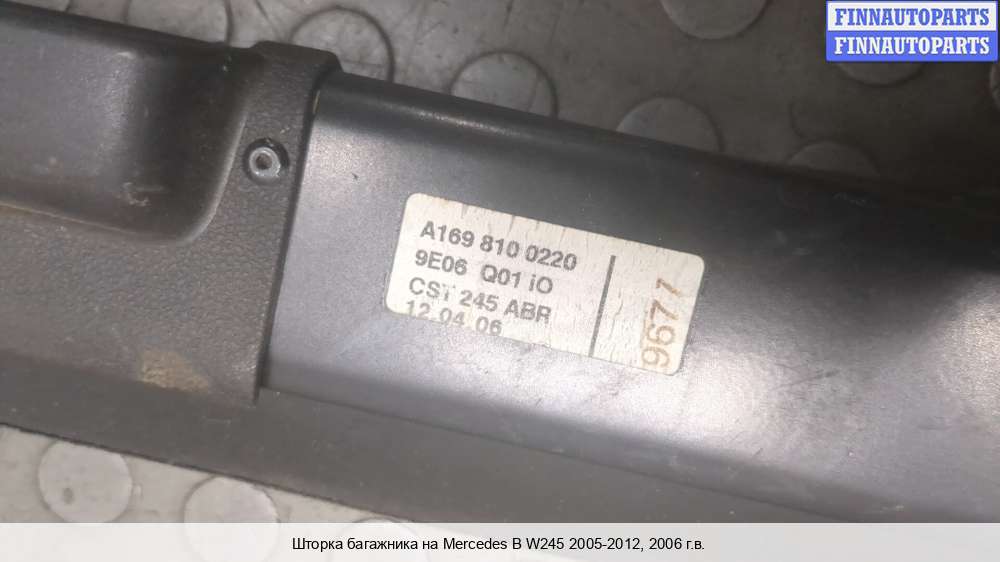 FINNAUTOPARTS
FINNAUTOPARTS
A169 810 0220
9E06 Q01 iO
CST 245 ABR
12.04.06
9677
Шторка багажника на Mercedes B W245 2005-2012, 2006 г.в.